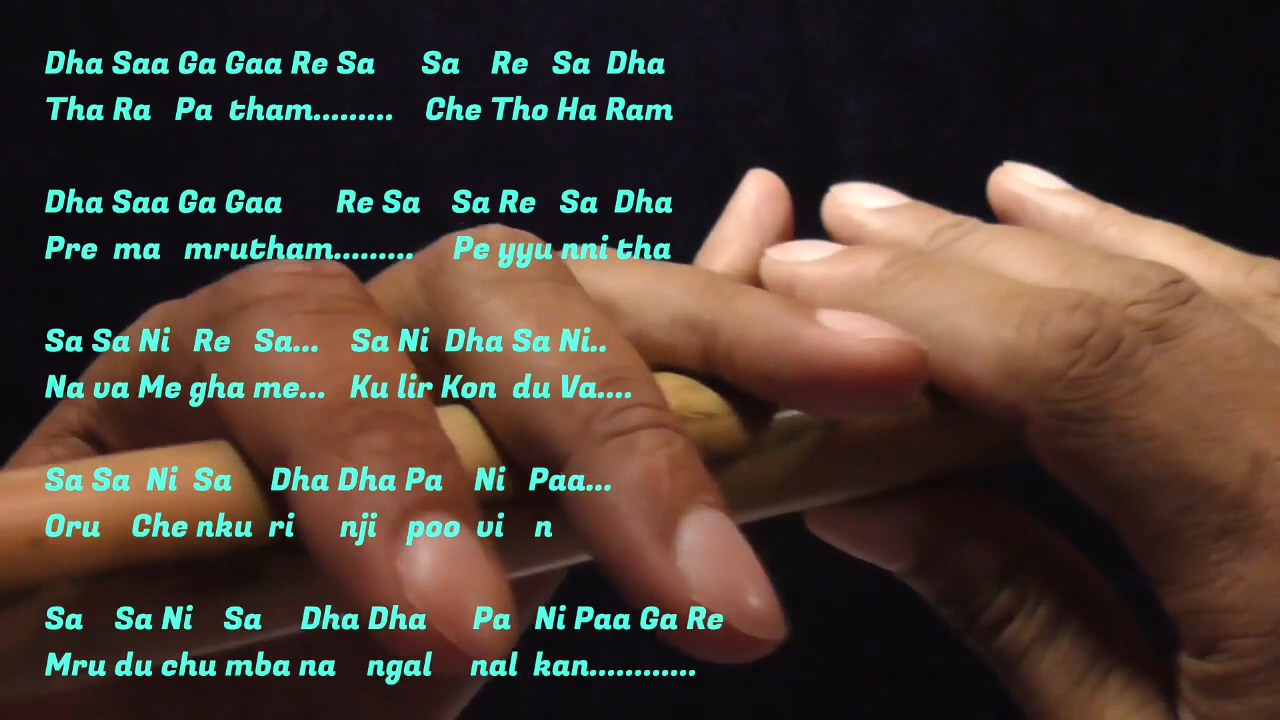 Dha Saa Ga Gaa Re Sa Sa Re Sa Dha
Tha Ra Pa tham......... Che Tho Ha Ram
Dha Saa Ga Gaa Re Sa Sa Re Sa Dha
Pre ma mrutham......... Pe yyu nni tha
Sa Sa Ni Re Sa... Sa Ni Dha Sa Ni..
Na va Me gha me... Ku lir Kon du Va....
Sa Sa Ni Sa Dha Dha Pa Ni Paa...
Oru Che nku ri nji poo vi n
Sa Sa Ni Sa Dha Dha Pa Ni Paa Ga Re
Mru du chu mba na ngal nal kan............